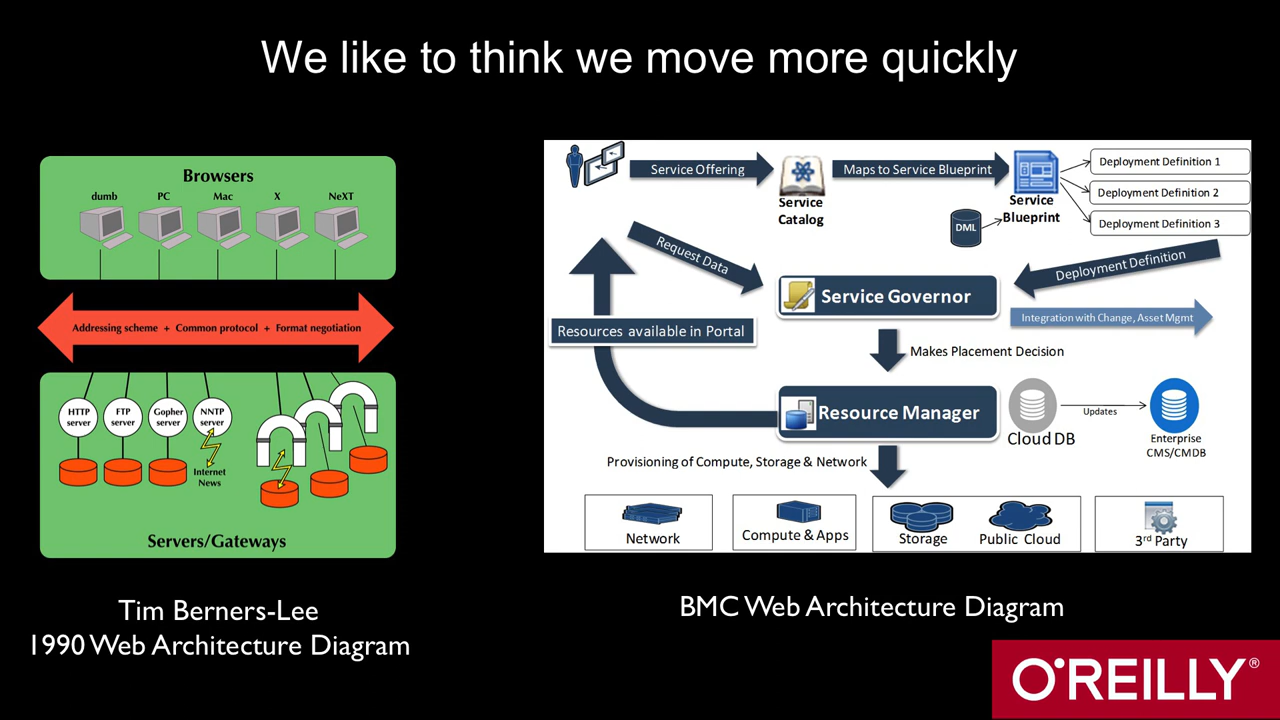 We like to think we move more quickly
Browsers
dumb
PC
Mac
X
NeXT
Addressing scheme + Common protocol + Format negotiation
HTTP
server
FTP
server
Gopher
server
NNTP
server
Internet
News
Servers/Gateways
Tim Berners-Lee
1990 Web Architecture Diagram
Service Offering
Service
Catalog
Maps to Service Blueprint
Service
Blueprint
DML
Deployment Definition 1
Deployment Definition 2
Deployment Definition 3
Request Data
Deployment Definition
Service Governor
Integration with Change, Asset Mgmt
Resources available in Portal
Makes Placement Decision
Resource Manager
Cloud DB
Updates
Enterprise
CMS/CMDB
Provisioning of Compute, Storage & Network
Network
Compute & Apps
Storage
Public Cloud
3rd Party
BMC Web Architecture Diagram
O'REILLY®